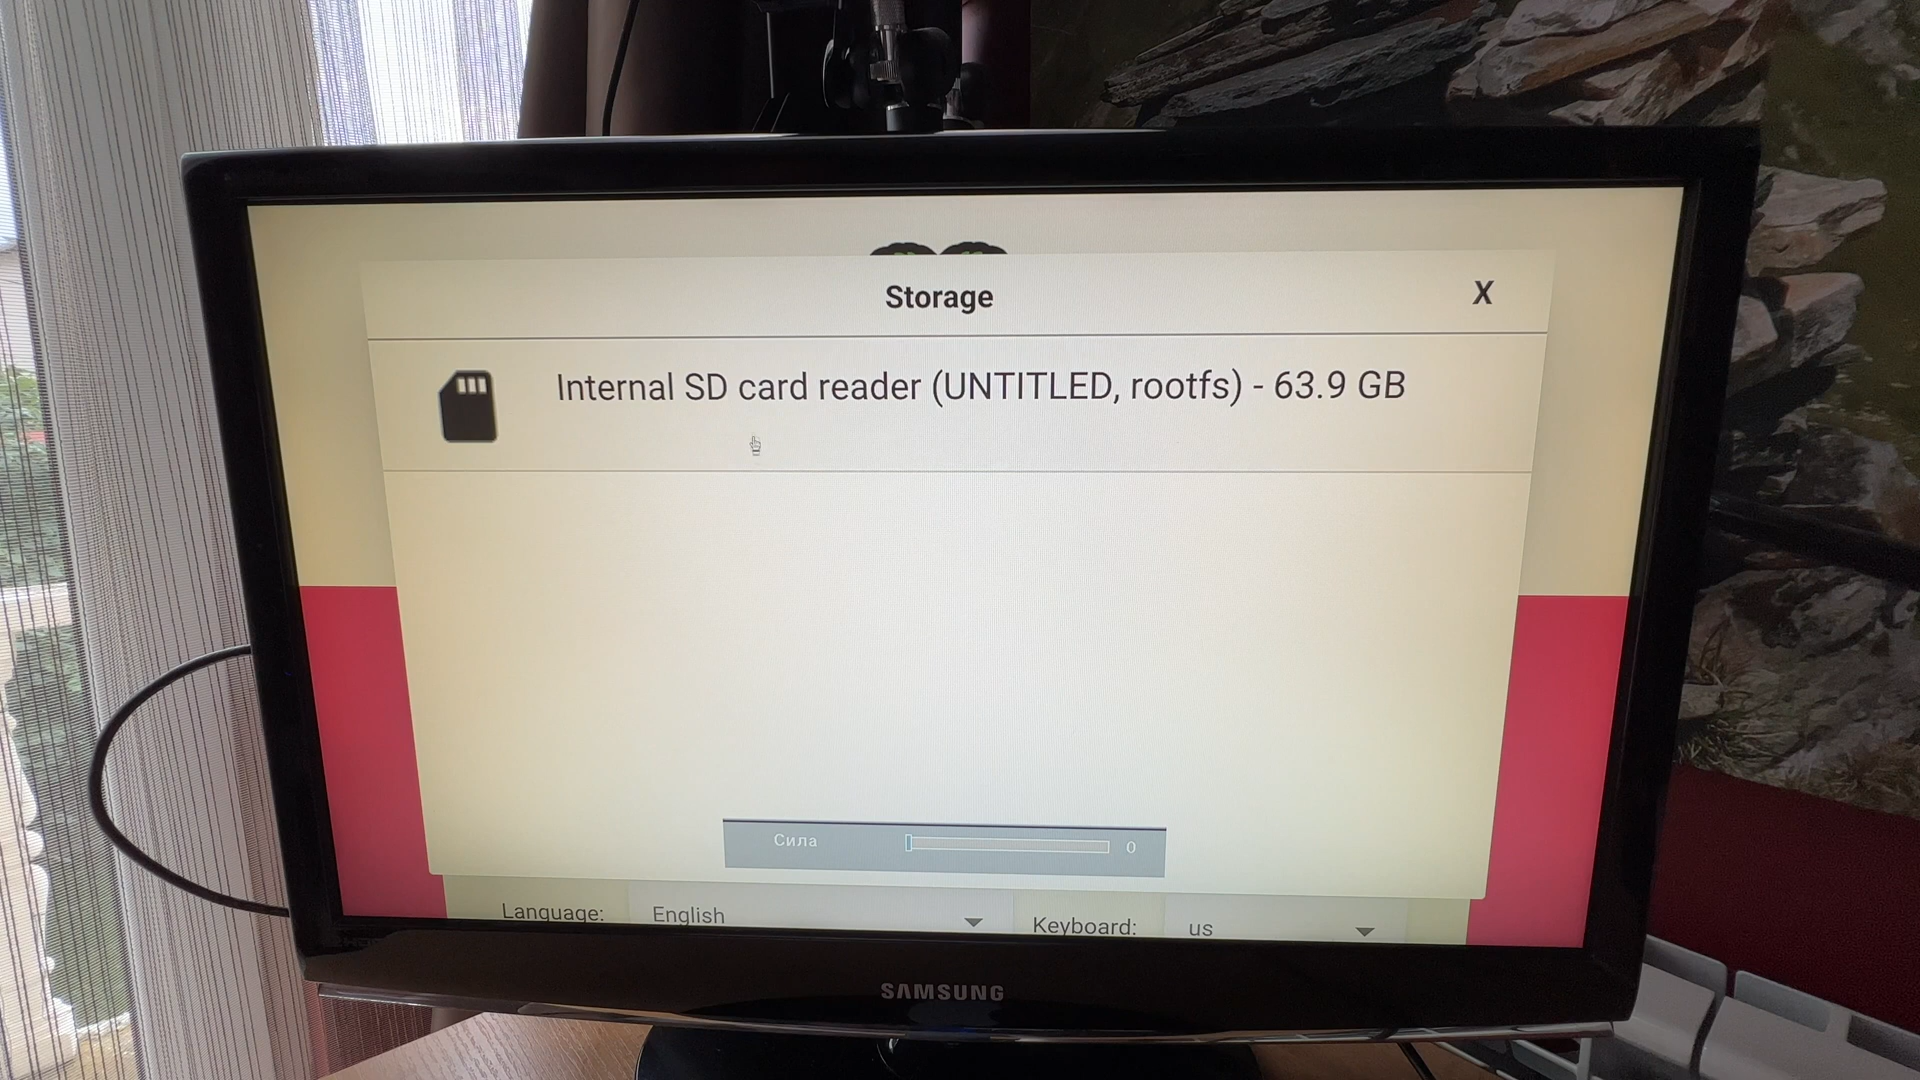 Storage
X
Internal SD card reader (UNTITLED, rootfs) - 63.9 GB
Сила 0
Language: English Keyboard: us
SAMSUNG